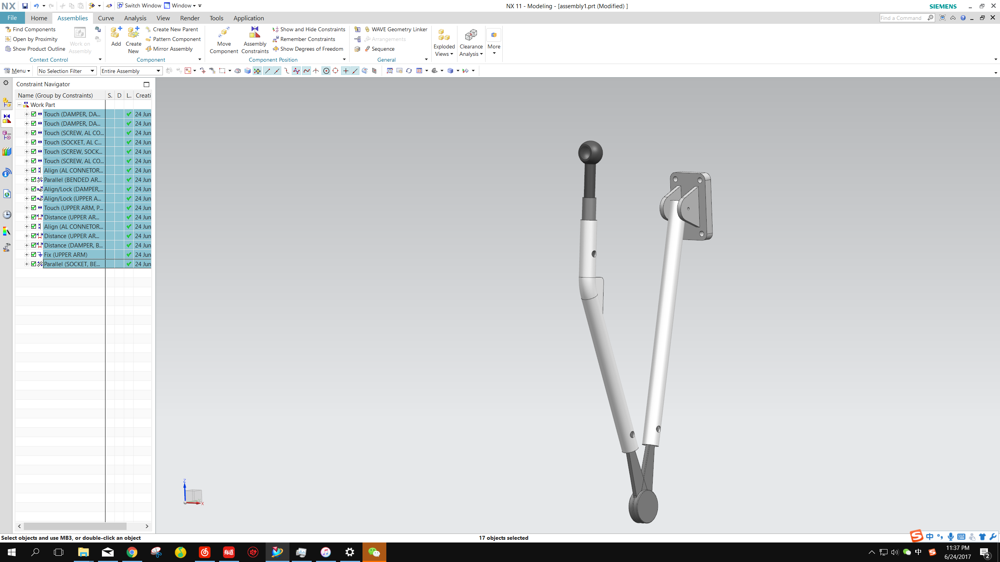 NX
Switch Window
Window
NX 11 - Modeling - [assembly1.prt (Modified) ]
SIEMENS
File
Home
Assemblies
Curve
Analysis
View
Render
Tools
Application
Find a Command
Find Components
Open by Proximity
Show Product Outline
Work on
Assembly
Context Control
Add
Create
New
Create New Parent
Pattern Component
Mirror Assembly
Component
Move
Component
Assembly
Constraints
Show and Hide Constraints
Remember Constraints
Show Degrees of Freedom
Component Position
WAVE Geometry Linker
Arrangements
Sequence
General
Exploded
Views
Clearance
Analysis
More
Menu
No Selection Filter
Entire Assembly
Constraint Navigator
Name (Group by Constraints) S. D L.. Creati
Work Part
Touch (DAMPER, DA... 24 Jun
Touch (DAMPER, DA... 24 Jun
Touch (SCREW, AL CO... 24 Jun
Touch (SOCKET, AL C... 24 Jun
Touch (SCREW, SOCK... 24 Jun
Touch (SCREW, AL CO... 24 Jun
Align (AL CONNETOR... 24 Jun
Parallel (BENDED AR... 24 Jun
Align/Lock (DAMPER,... 24 Jun
Align/Lock (UPPER A... 24 Jun
Touch (UPPER ARM, P... 24 Jun
Distance (UPPER AR... 24 Jun
Align (AL CONNETOR... 24 Jun
Distance (UPPER AR... 24 Jun
Distance (DAMPER, B... 24 Jun
Fix (UPPER ARM) 24 Jun
Parallel (SOCKET, BE... 24 Jun
Z
Y
X
Select objects and use MB3, or double-click an object
17 objects selected
S 中
有道
中 S
11:37 PM
6/24/2017
2